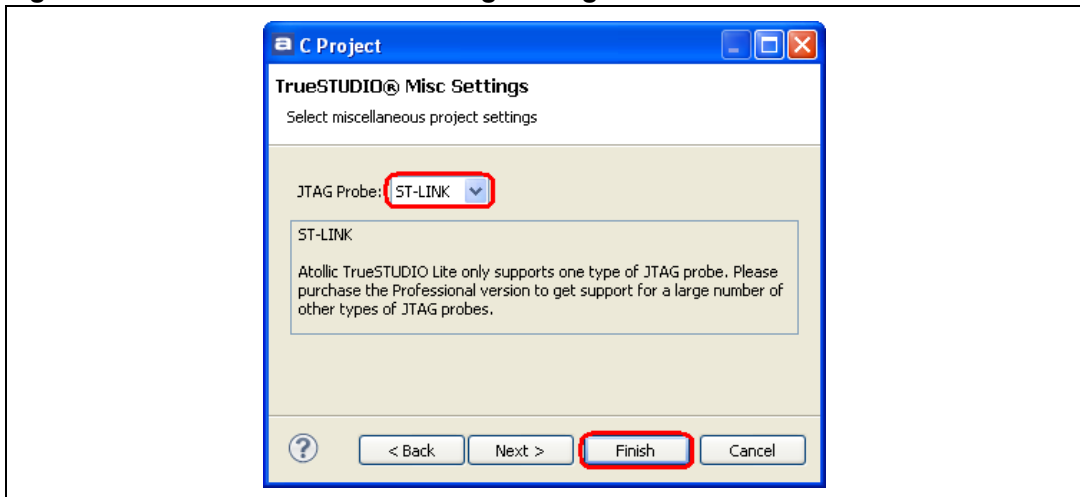 C Project
TrueSTUDIO® Misc Settings
Select miscellaneous project settings
JTAG Probe: ST-LINK
ST-LINK
Atollic TrueSTUDIO Lite only supports one type of JTAG probe. Please
purchase the Professional version to get support for a large number of
other types of JTAG probes.
< Back Next > Finish Cancel